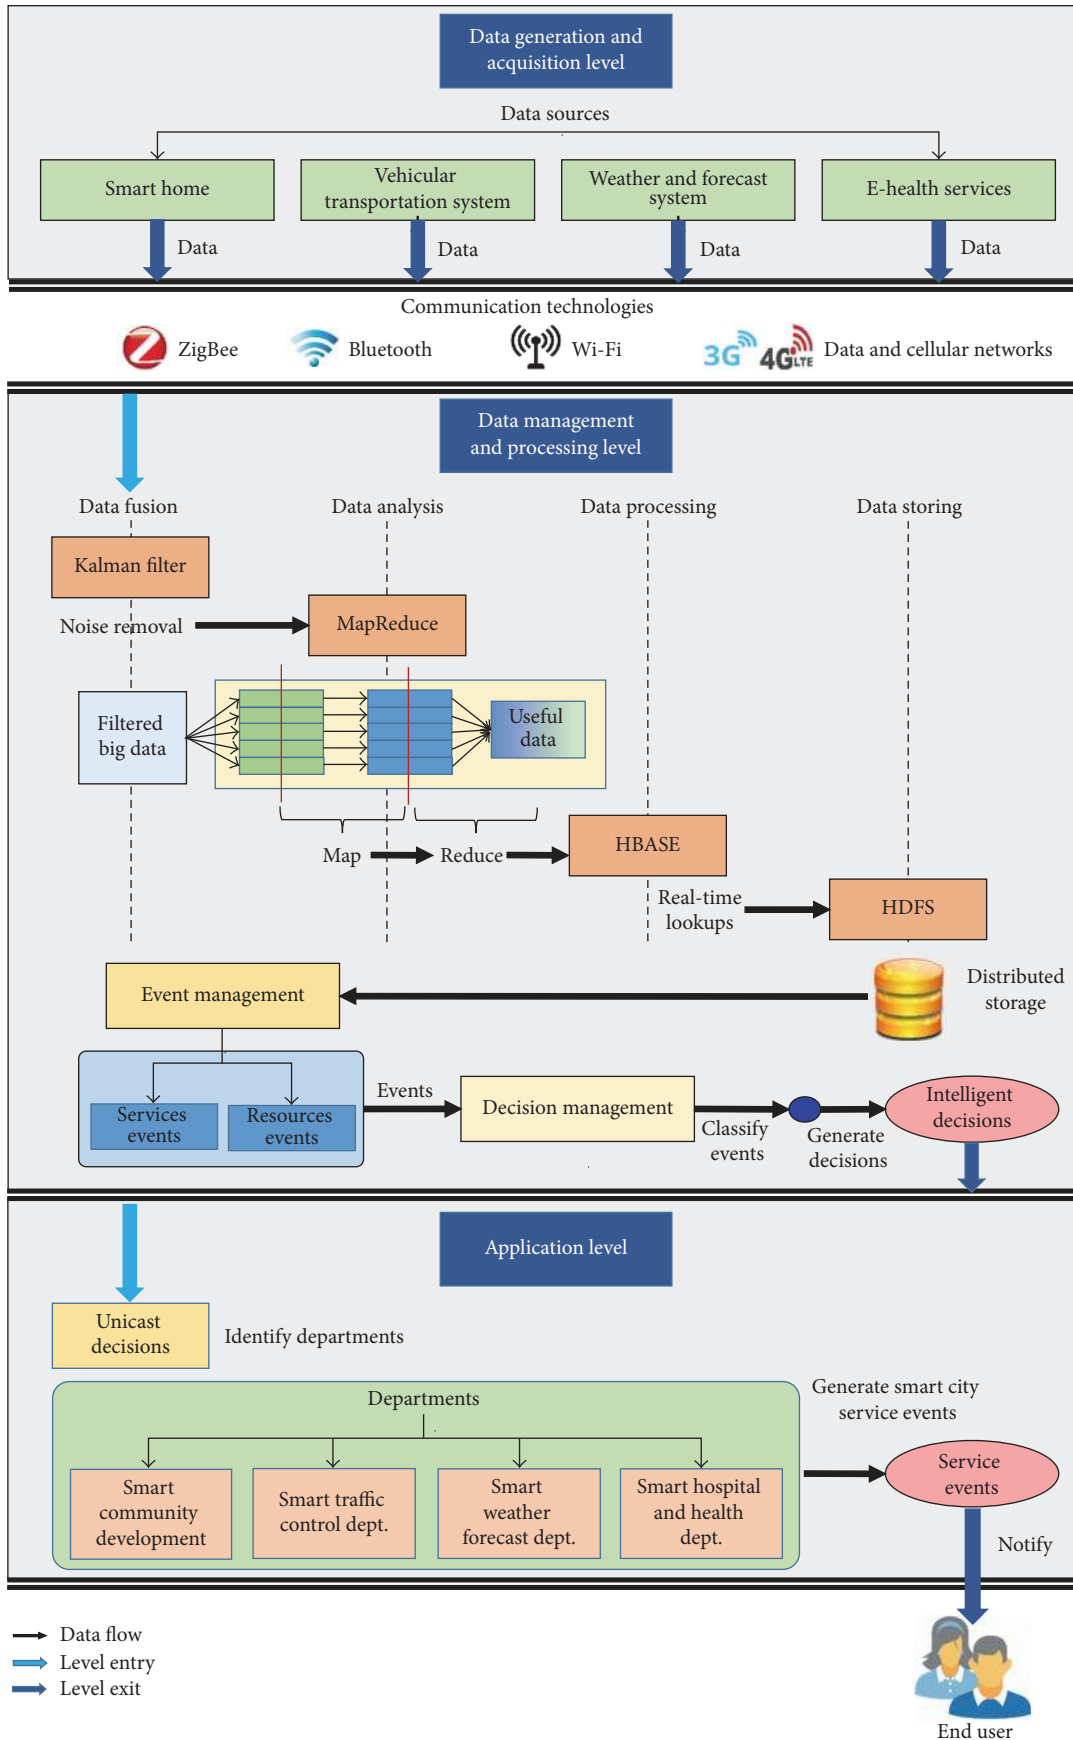 Data generation and
acquisition level
Data sources
Smart home
Vehicular
transportation system
Weather and forecast
system
E-health services
Data
Data
Data
Data
Communication technologies
ZigBee
Bluetooth
Wi-Fi
3G
4G LTE
Data and cellular networks
Data management
and processing level
Data fusion
Data analysis
Data processing
Data storing
Kalman filter
Noise removal
MapReduce
Filtered
big data
Useful
data
Map
Reduce
HBASE
Real-time
lookups
HDFS
Event management
Distributed
storage
Services
events
Resources
events
Events
Decision management
Classify
events
Generate
decisions
Intelligent
decisions
Application level
Unicast
decisions
Identify departments
Departments
Generate smart city
service events
Smart
community
development
Smart traffic
control dept.
Smart
weather
forecast dept.
Smart hospital
and health
dept.
Service
events
Notify
Data flow
Level entry
Level exit
End user